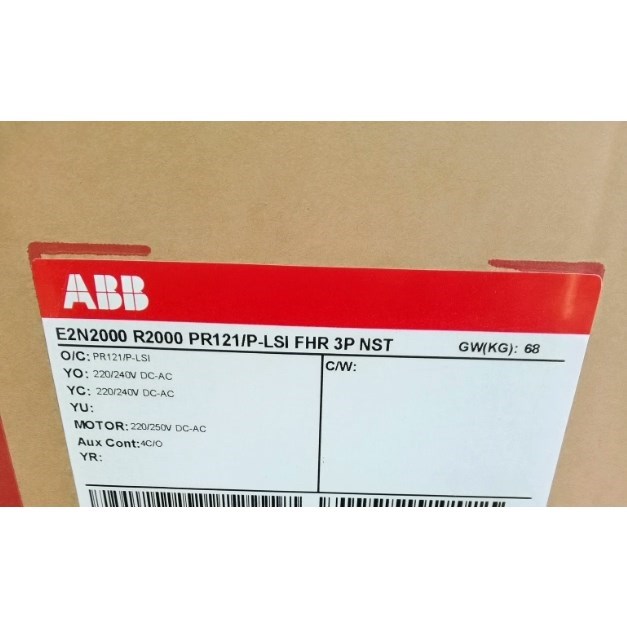 ABB
E2N2000 R2000 PR121/P-LSI FHR 3P NST GW(KG): 68
O/C: PR121/P-LSI C/W:
YO: 220/240V DC-AC
YC: 220/240V DC-AC
YU:
MOTOR: 220/250V DC-AC
Aux Cont: 4C/O
YR: